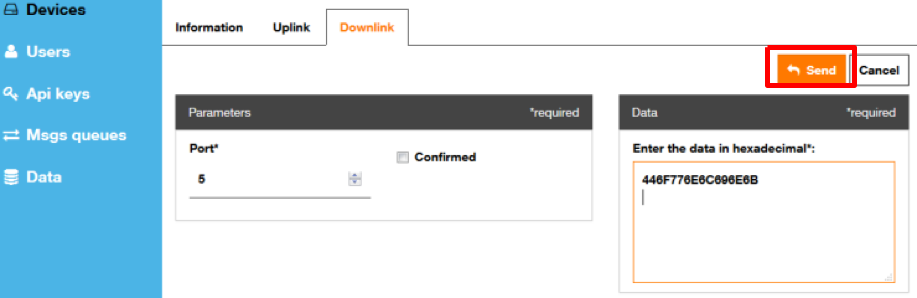 Devices
Users
Api keys
Msgs queues
Data
Information Uplink Downlink
Send Cancel
Parameters *required
Port*
5
Confirmed
Data *required
Enter the data in hexadecimal*:
446F776E6C696E6B